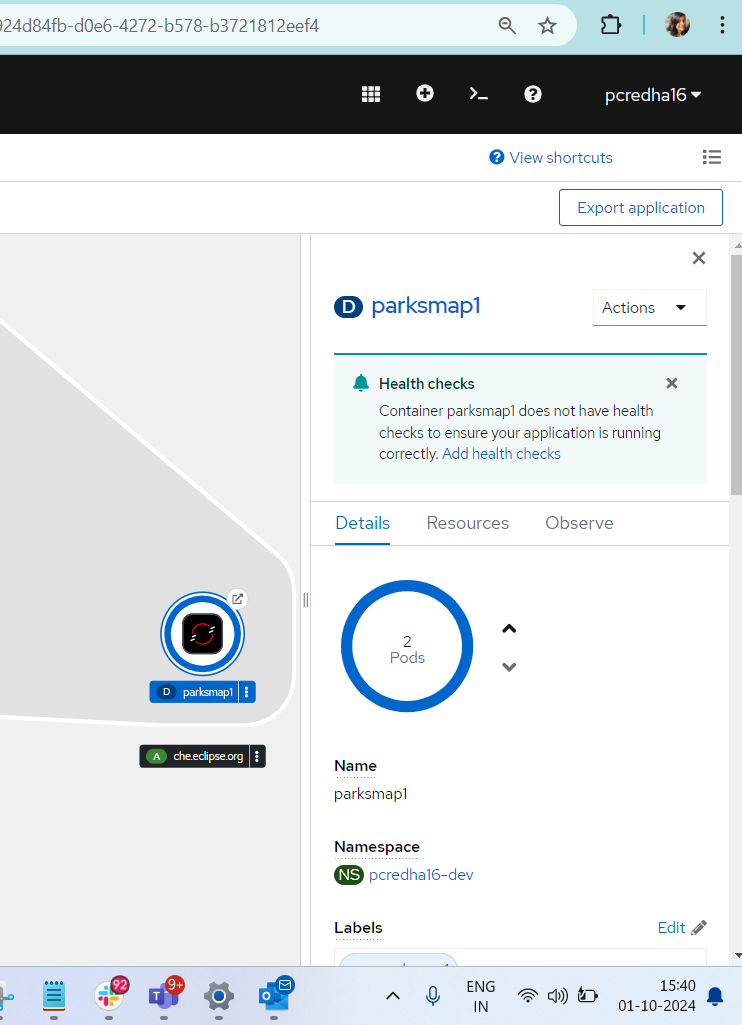 924d84fb-d0e6-4272-b578-b3721812eef4
pcredha16
View shortcuts
Export application
D parksmap1
Actions
Health checks
Container parksmap1 does not have health
checks to ensure your application is running
correctly. Add health checks
Details Resources Observe
2
Pods
D parksmap1
A che.eclipse.org
Name
parksmap1
Namespace
NS pcredha16-dev
Labels
Edit
92
9+
ENG
IN
15:40
01-10-2024